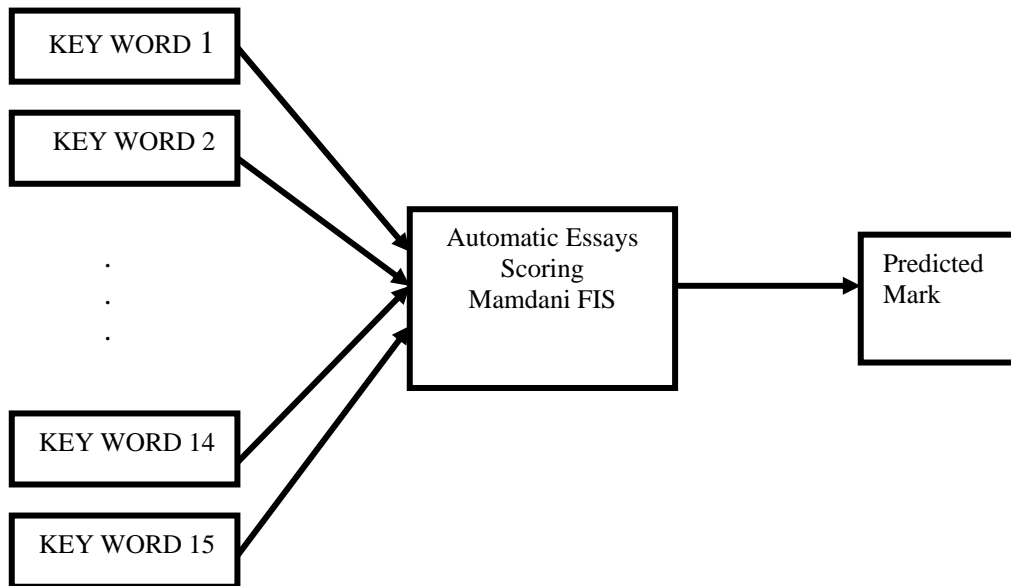 KEY WORD 1
KEY WORD 2
.
.
.
KEY WORD 14
KEY WORD 15
Automatic Essays
Scoring
Mamdani FIS
Predicted
Mark